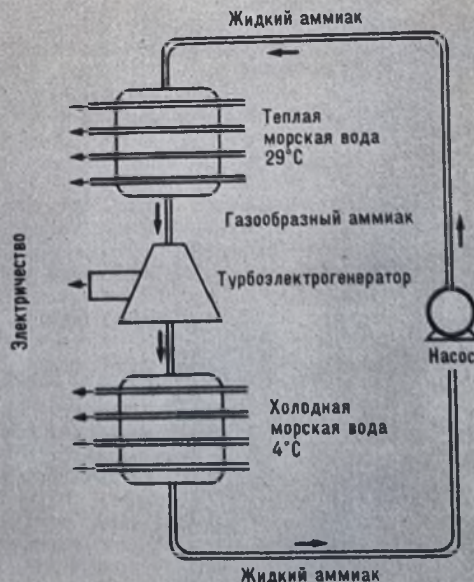 Жидкий аммиак
Теплая
морская вода
29°С
Газообразный аммиак
Электричество
Турбоэлектрогенератор
Насос
Холодная
морская вода
4°С
Жидкий аммиак